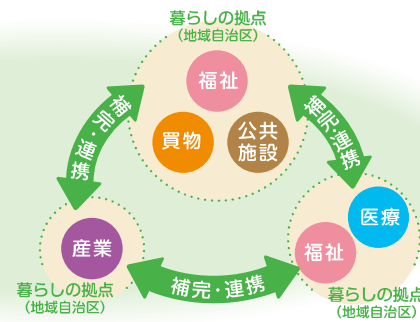 暮らしの拠点
（地域自治区）
福祉
買物
公共
施設
補完・連携
補完・連携
産業
医療
福祉
補完・連携
暮らしの拠点
（地域自治区）
暮らしの拠点
（地域自治区）